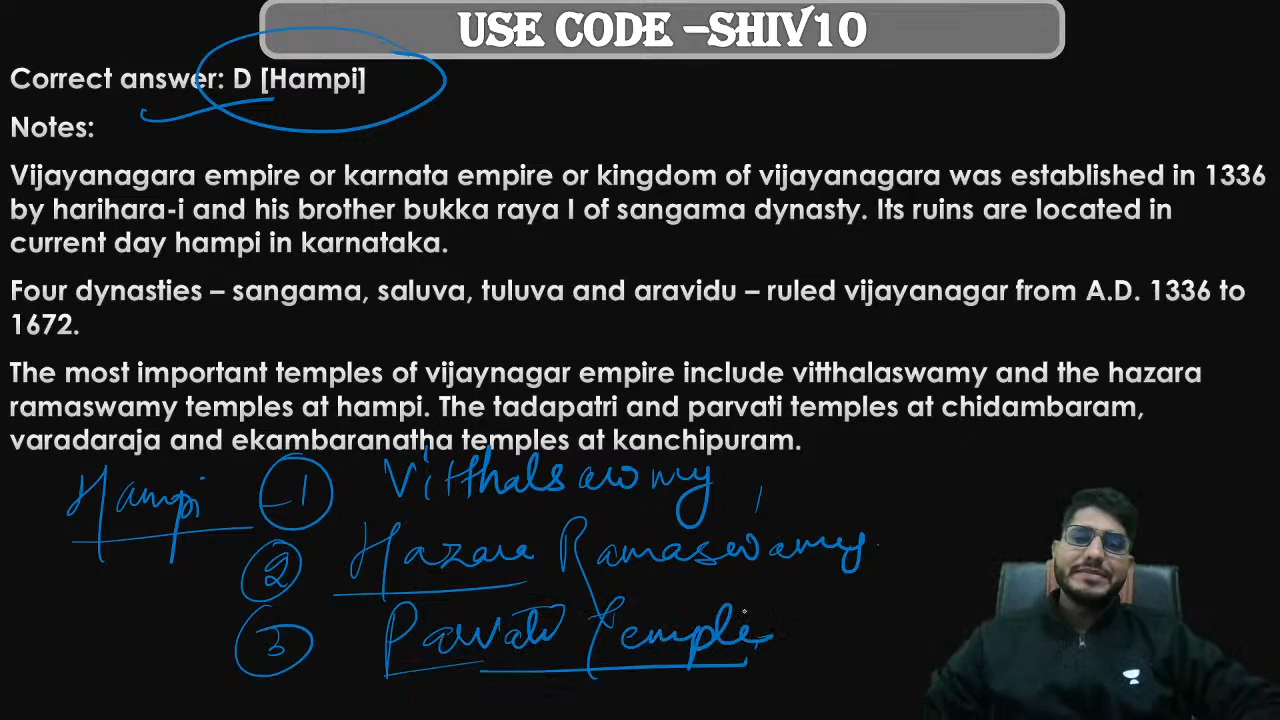 USE CODE -SHIV10
Correct answer: D [Hampi]
Notes:
Vijayanagara empire or karnata empire or kingdom of vijayanagara was established in 1336
by harihara-i and his brother bukka raya I of sangama dynasty. Its ruins are located in
current day hampi in karnataka.
Four dynasties – sangama, saluva, tuluva and aravidu – ruled vijayanagar from A.D. 1336 to
1672.
The most important temples of vijaynagar empire include vitthalaswamy and the hazara
ramaswamy temples at hampi. The tadapatri and parvati temples at chidambaram,
varadaraja and ekambaranatha temples at kanchipuram.
Hampi 1 Vitthalswamy
2 Hazara Ramaswamy
3 Parvati Temple